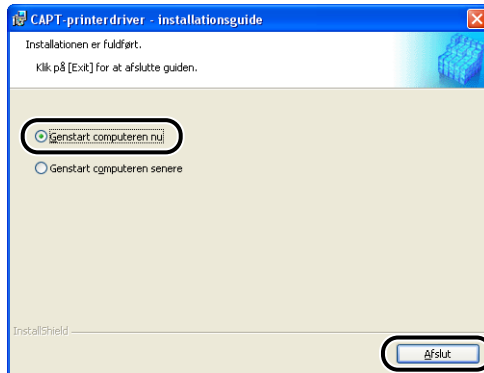 CAPT-printerdriver - installationsguide
Installationen er fuldført.
Klik på [Exit] for at afslutte guiden.
Genstart computeren nu
Genstart computeren senere
InstallShield
Afslut